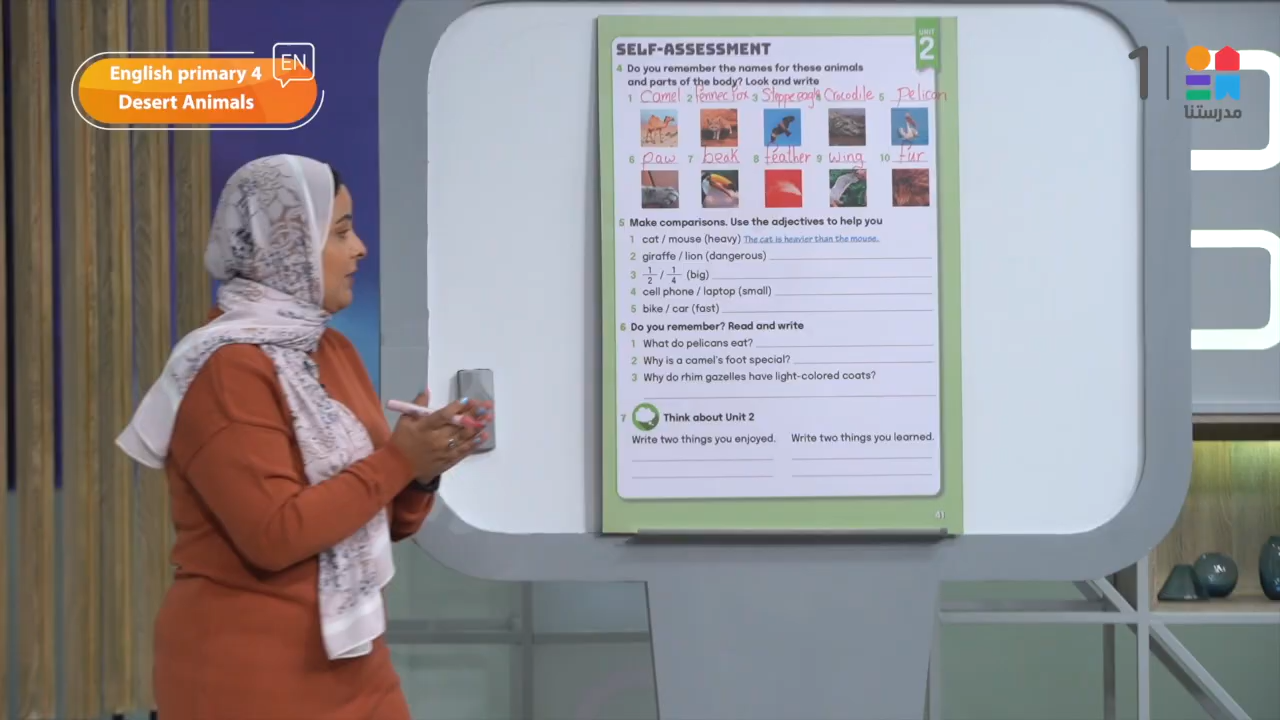 English primary 4
EN
Desert Animals
1
مدرستنا
UNIT
2
SELF-ASSESSMENT
4 Do you remember the names for these animals
and parts of the body? Look and write
1 Camel 2 Fennec fox 3 Steppe eagle 4 Crocodile 5 Pelican
6 paw 7 beak 8 feather 9 wing 10 fur
5 Make comparisons. Use the adjectives to help you
1 cat / mouse (heavy) The cat is heavier than the mouse.
2 giraffe / lion (dangerous)
3 1/2 / 1/4 (big)
4 cell phone / laptop (small)
5 bike / car (fast)
6 Do you remember? Read and write
1 What do pelicans eat?
2 Why is a camel's foot special?
3 Why do rhim gazelles have light-colored coats?
7 Think about Unit 2
Write two things you enjoyed. Write two things you learned.
41